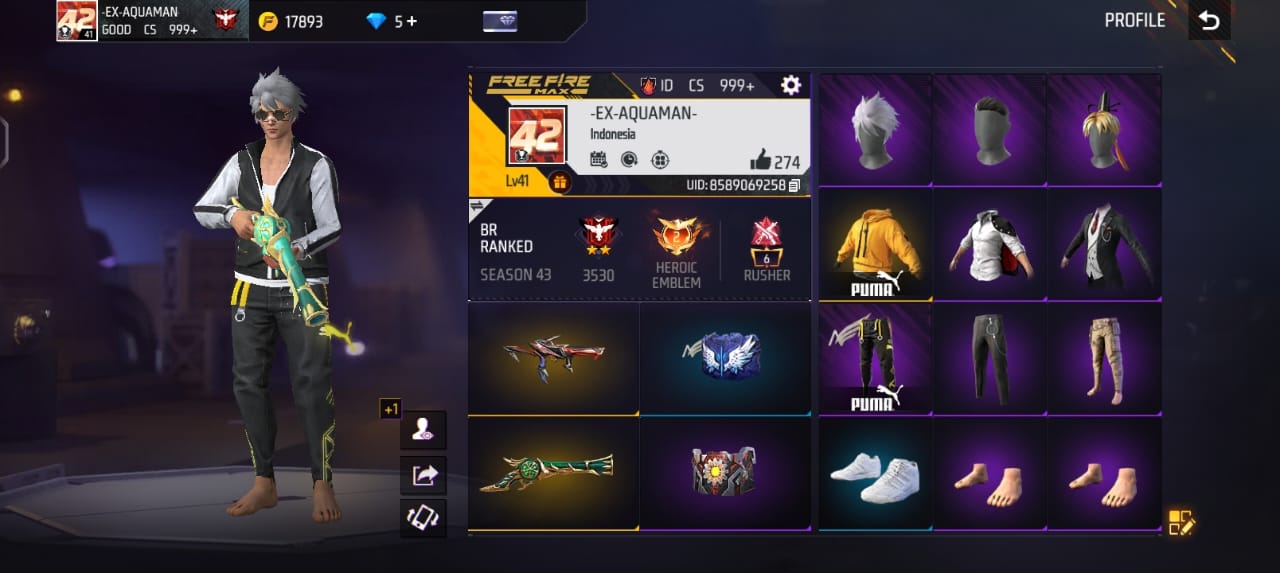 -EX-AQUAMAN
GOOD CS 999+
42
41
17893
5 +
PROFILE
FREE FIRE
MAX
ID CS 999+
-EX-AQUAMAN-
Indonesia
42
274
Lv41
UID:8589069258
BR
RANKED
SEASON 43
3530
2
HEROIC
EMBLEM
6
RUSHER
PUMA
PUMA
+1